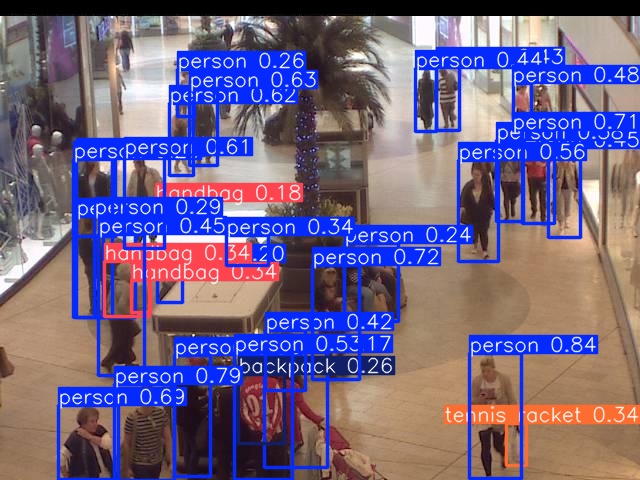 person 0.26
person 0.63
person 0.62
person 0.44
person 0.48
person 0.71
0.45
person 0.56
person 0.61
handbag 0.18
person 0.29
person 0.45
person 0.34
person 0.24
handbag 0.34
handbag 0.34
person 0.72
person 0.42
person 0.53
backpack 0.26
person 0.84
person 0.79
person 0.69
tennis racket 0.34